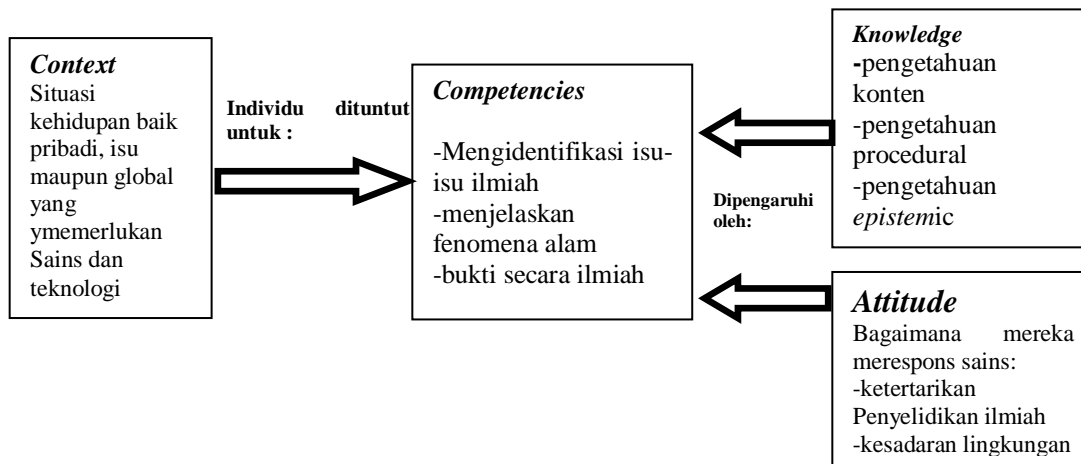 Context
Situasi
kehidupan baik
pribadi, isu
maupun global
yang
ymemerlukan
Sains dan
teknologi
Individu dituntut
untuk :
Competencies
-Mengidentifikasi isu-
isu ilmiah
-menjelaskan
fenomena alam
-bukti secara ilmiah
Dipengaruhi
oleh:
Knowledge
-pengetahuan
konten
-pengetahuan
procedural
-pengetahuan
epistemic
Attitude
Bagaimana mereka
merespons sains:
-ketertarikan
Penyelidikan ilmiah
-kesadaran lingkungan